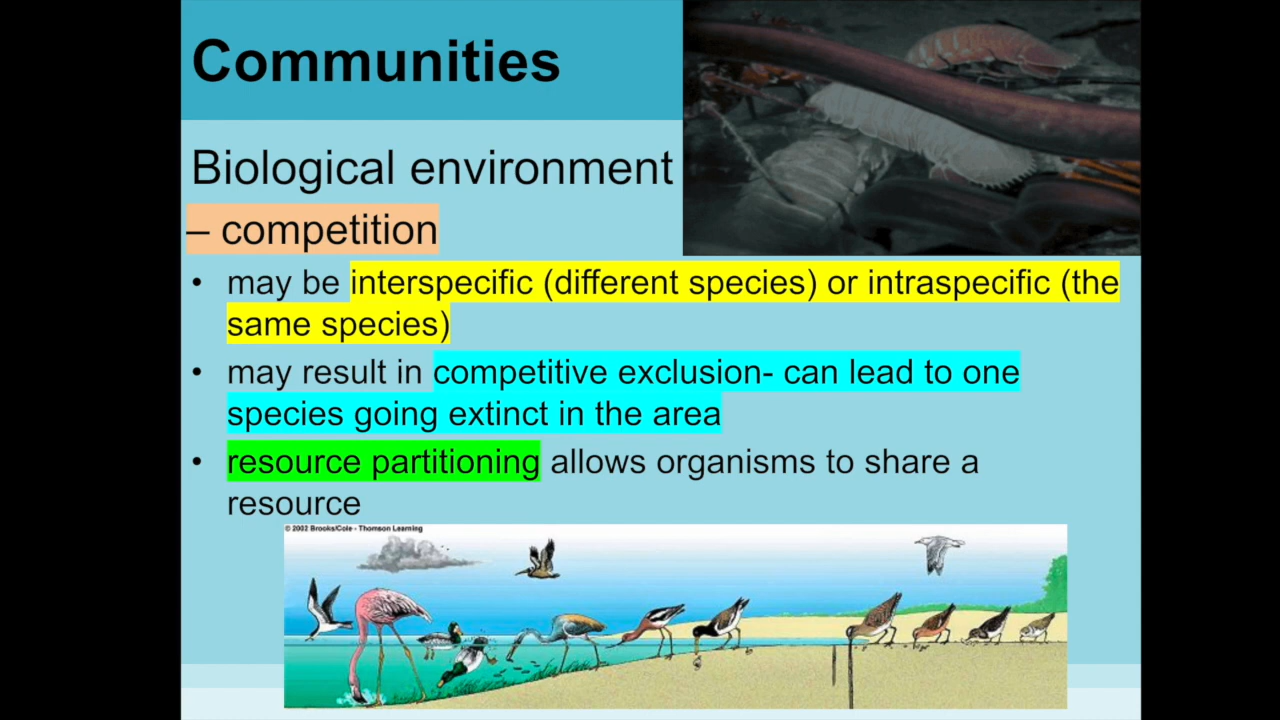 Communities
Biological environment
– competition
• may be interspecific (different species) or intraspecific (the
same species)
• may result in competitive exclusion- can lead to one
species going extinct in the area
• resource partitioning allows organisms to share a
resource
© 2002 Brooks/Cole - Thomson Learning